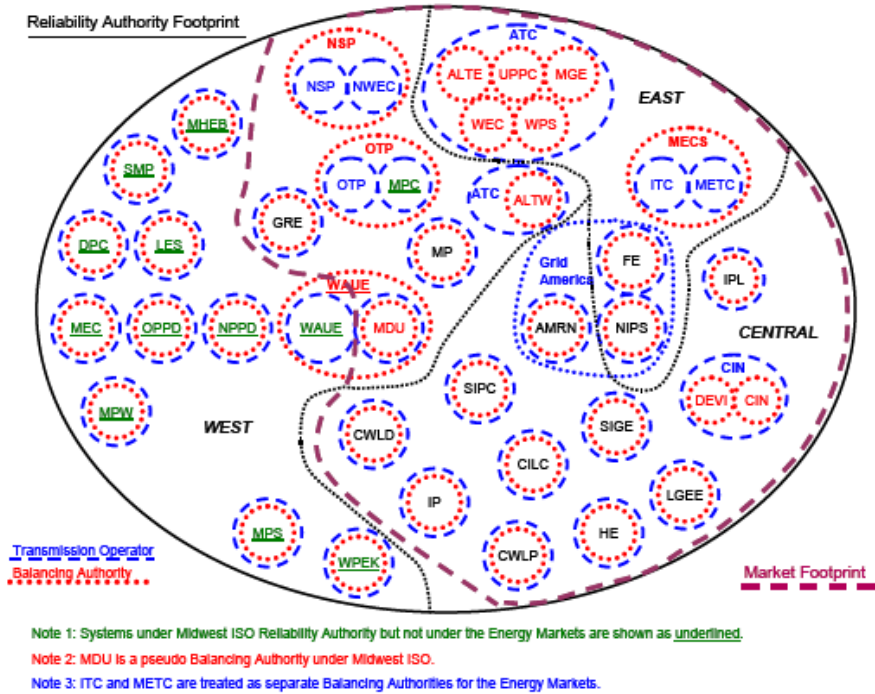 Reliability Authority Footprint
NSP
ATC
NSP
NWEC
ALTE
UPPC
MGE
EAST
WEC
WPS
MHEB
SMP
OTP
MECS
OTP
MPC
ATC
ALTW
ITC
METC
GRE
DPC
LES
MP
Grid
America
FE
IPL
WAUE
MEC
OPPD
NPPD
WAUE
MDU
AMRN
NIPS
CENTRAL
CIN
SIPC
DEVI
CIN
MPW
WEST
CWLD
SIGE
CILC
IP
LGEE
MPS
HE
CWLP
WPEK
Transmission Operator
Balancing Authority
Market Footprint
Note 1: Systems under Midwest ISO Reliability Authority but not under the Energy Markets are shown as underlined.
Note 2: MDU is a pseudo Balancing Authority under Midwest ISO.
Note 3: ITC and METC are treated as separate Balancing Authorities for the Energy Markets.